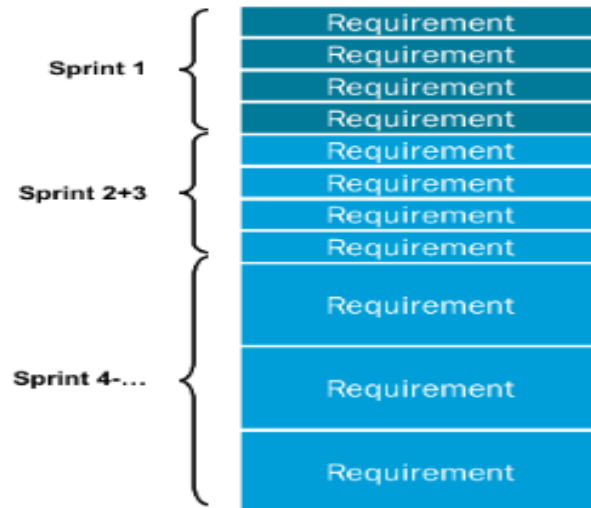 Requirement
Sprint 1
Requirement
Requirement
Requirement
Requirement
Sprint 2+3
Requirement
Requirement
Requirement
Requirement
Sprint 4-...
Requirement
Requirement